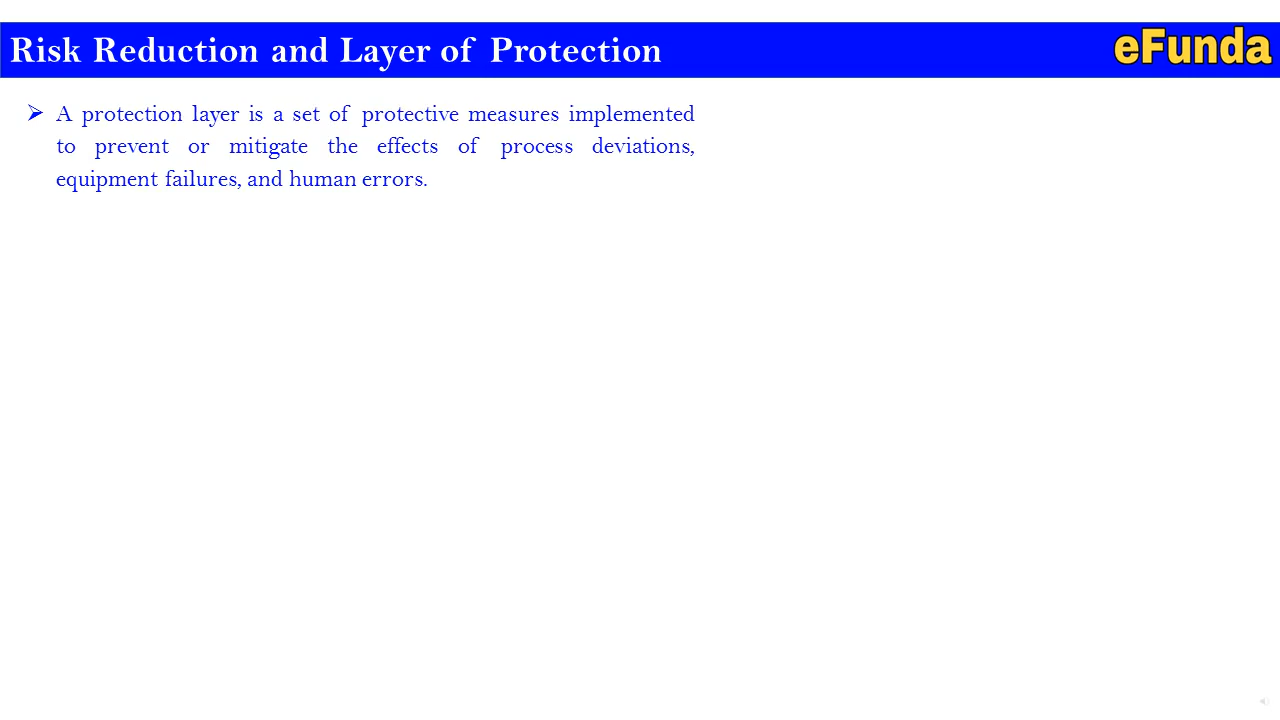 Risk Reduction and Layer of Protection
eFunda
A protection layer is a set of protective measures implemented
to prevent or mitigate the effects of process deviations,
equipment failures, and human errors.